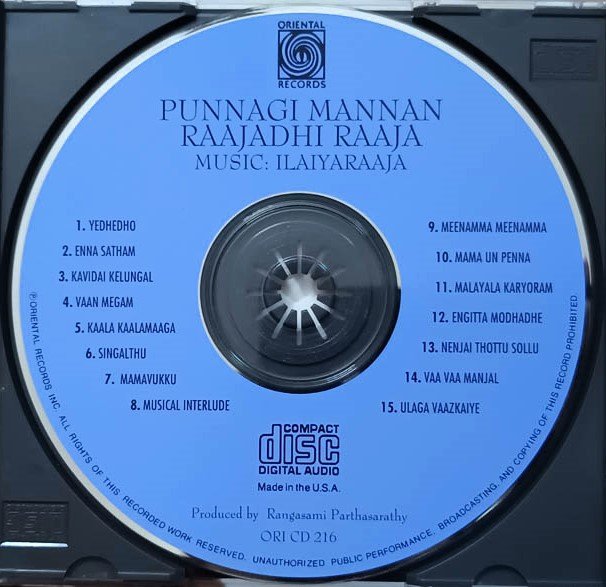 ORIENTAL
RECORDS
PUNNAGI MANNAN
RAAJADHI RAAJA
MUSIC: ILAIYARAAJA
1. YEDHEDHO
2. ENNA SATHAM
3. KAVIDAI KELUNGAL
4. VAAN MEGAM
5. KAALA KAALAMAAGA
6. SINGALTHU
7. MAMAVUKKU
8. MUSICAL INTERLUDE
9. MEENAMMA MEENAMMA
10. MAMA UN PENNA
11. MALAYALA KARYORAM
12. ENGITTA MODHADHE
13. NENJAI THOTTU SOLLU
14. VAA VAA MANJAL
15. ULAGA VAAZKAIYE
COMPACT
disc
DIGITAL AUDIO
Made in the U.S.A.
Produced by Rangasami Parthasarathy
ORI CD 216
℗ORIENTAL RECORDS INC. ALL RIGHTS OF THIS RECORDED WORK RESERVED. UNAUTHORIZED PUBLIC PERFORMANCE, BROADCASTING, AND COPYING OF THIS RECORD PROHIBITED.